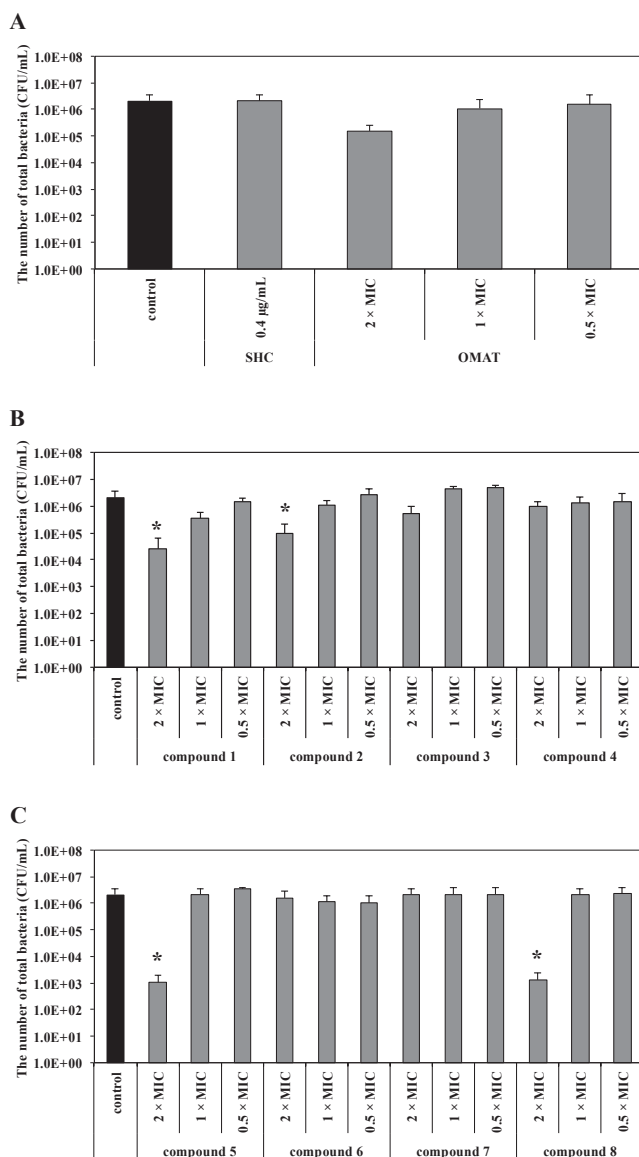 A
The number of total bacteria (CFU/mL)
1.0E+08
1.0E+07
1.0E+06
1.0E+05
1.0E+04
1.0E+03
1.0E+02
1.0E+01
1.0E+00
control
0.4 µg/mL
2 × MIC
1 × MIC
0.5 × MIC
SHC
OMAT
B
The number of total bacteria (CFU/mL)
1.0E+08
1.0E+07
1.0E+06
1.0E+05
1.0E+04
1.0E+03
1.0E+02
1.0E+01
1.0E+00
*
*
control
2 × MIC
1 × MIC
0.5 × MIC
2 × MIC
1 × MIC
0.5 × MIC
2 × MIC
1 × MIC
0.5 × MIC
2 × MIC
1 × MIC
0.5 × MIC
compound 1
compound 2
compound 3
compound 4
C
The number of total bacteria (CFU/mL)
1.0E+08
1.0E+07
1.0E+06
1.0E+05
1.0E+04
1.0E+03
1.0E+02
1.0E+01
1.0E+00
*
*
control
2 × MIC
1 × MIC
0.5 × MIC
2 × MIC
1 × MIC
0.5 × MIC
2 × MIC
1 × MIC
0.5 × MIC
2 × MIC
1 × MIC
0.5 × MIC
compound 5
compound 6
compound 7
compound 8